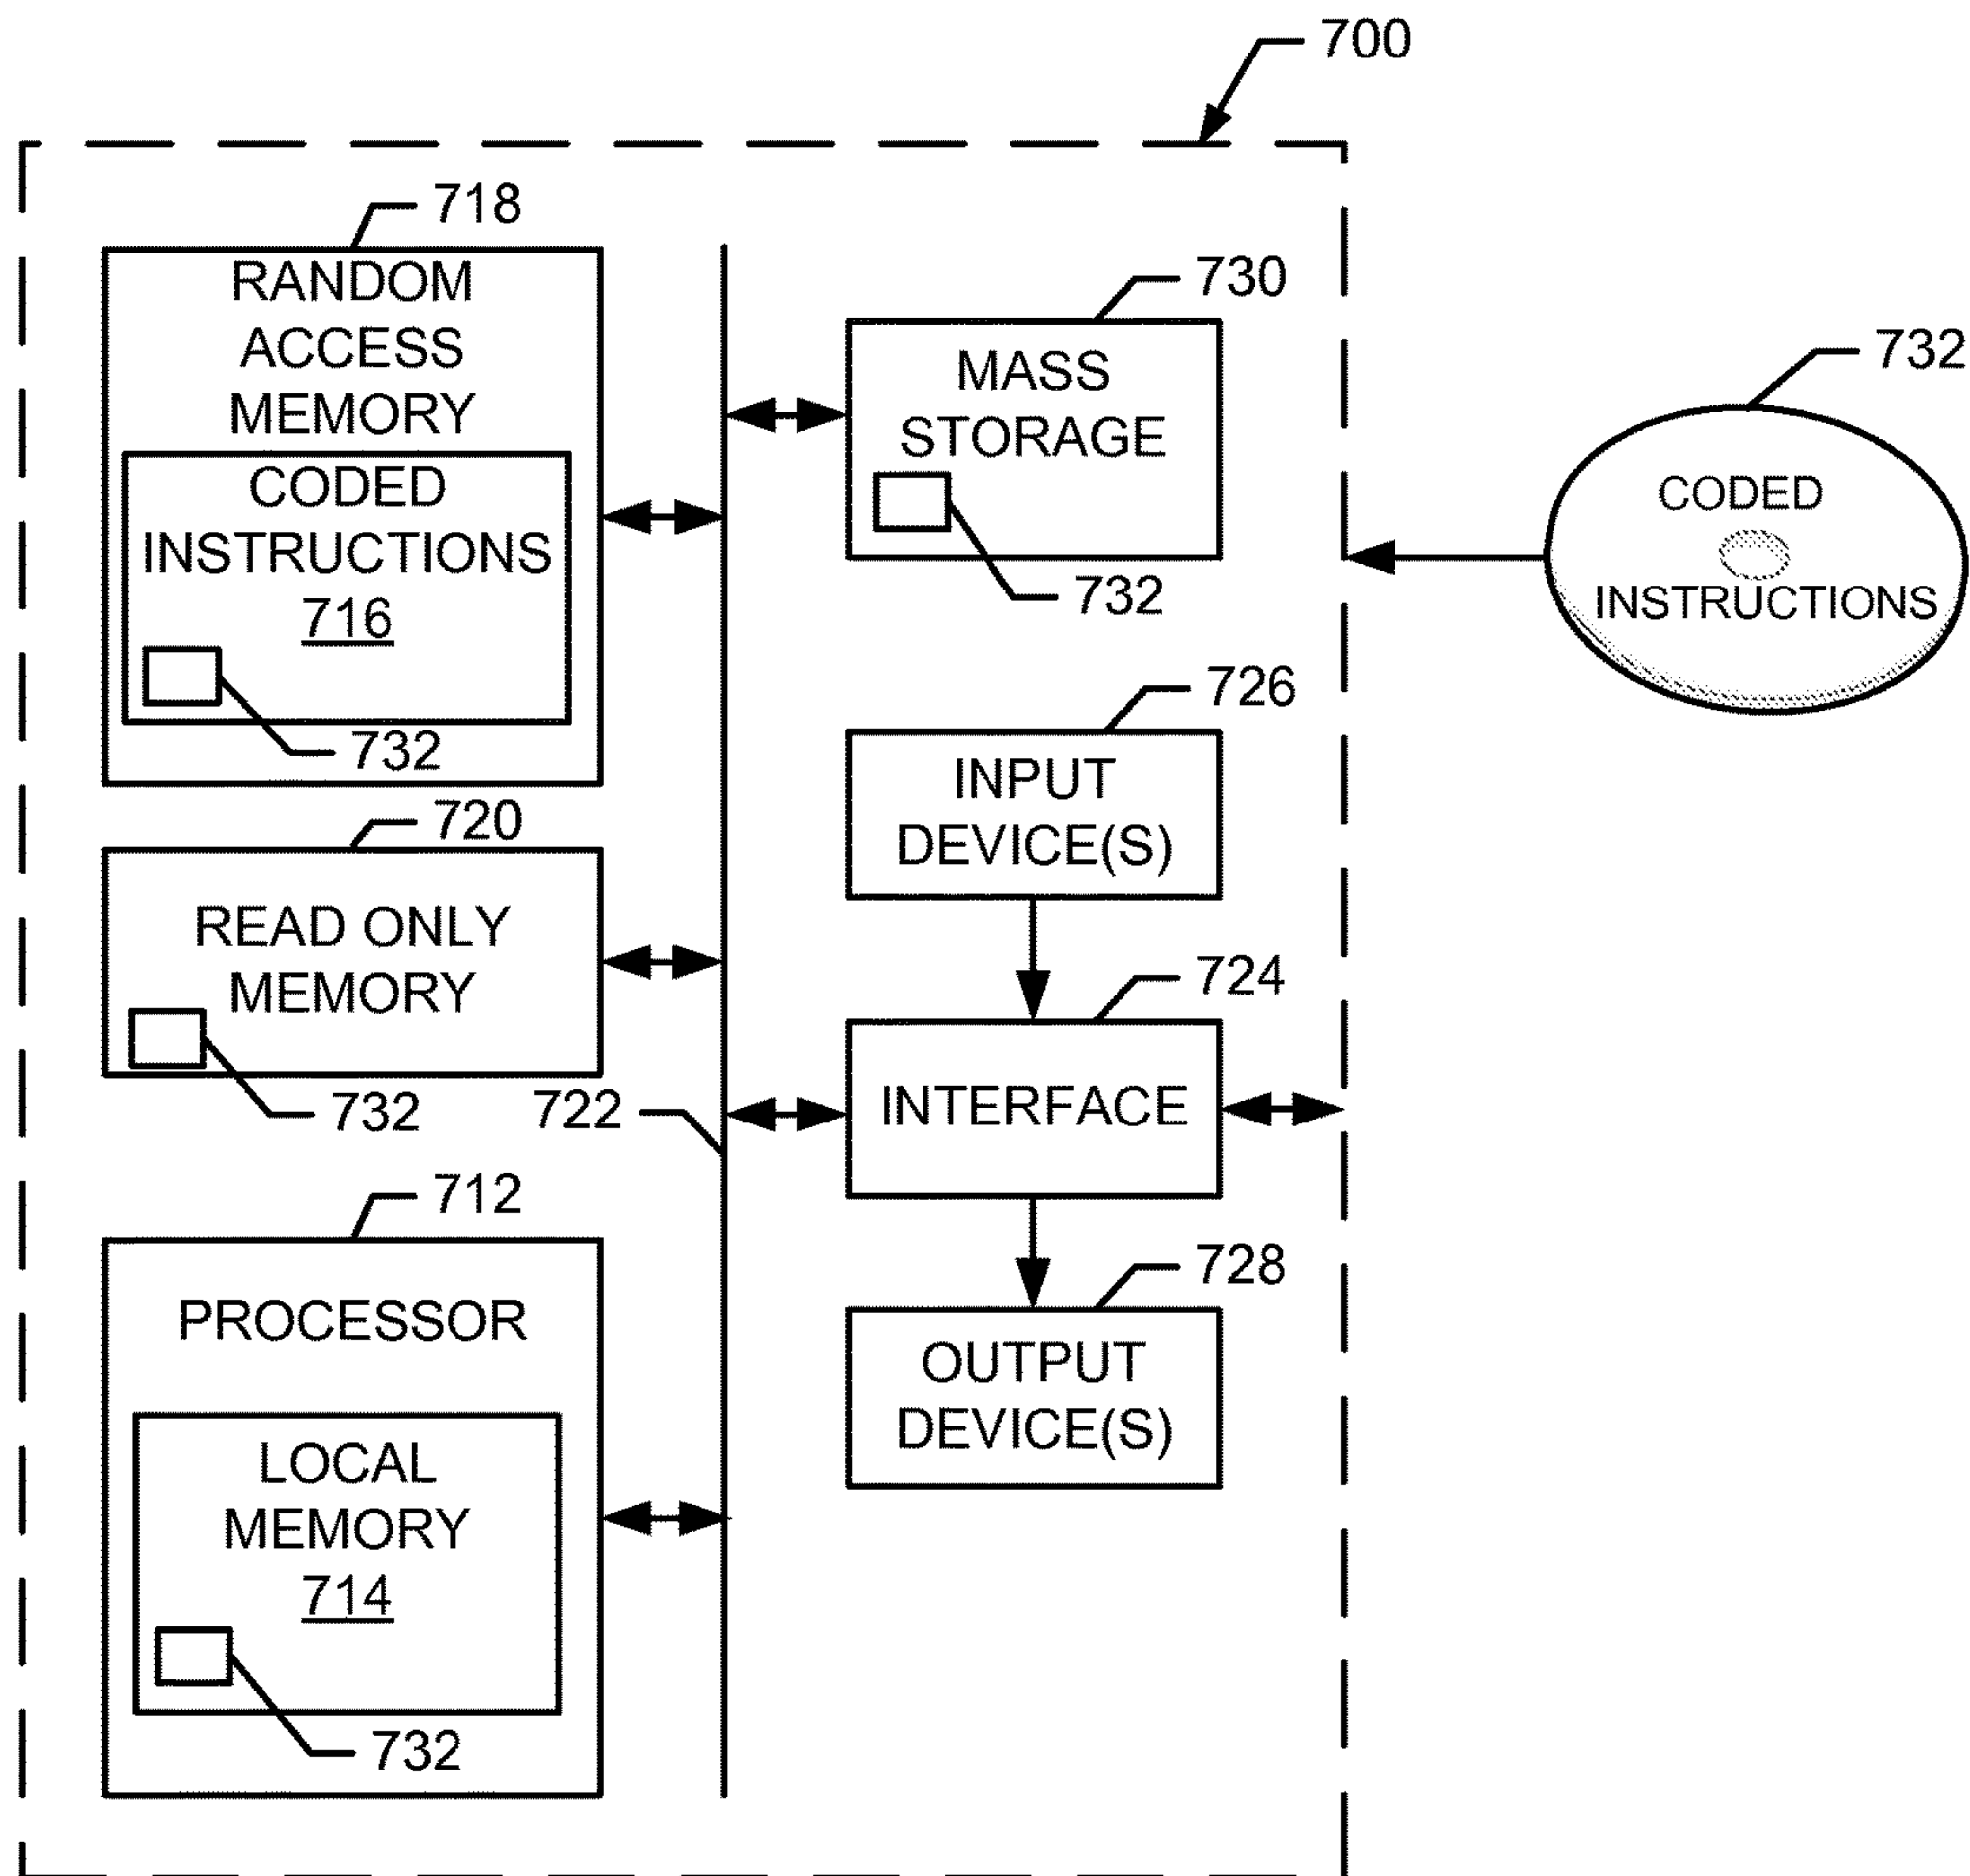 700
718
RANDOM
ACCESS
MEMORY
CODED
INSTRUCTIONS
716
732
720
READ ONLY
MEMORY
732
722
712
PROCESSOR
LOCAL
MEMORY
714
732
730
MASS
STORAGE
732
726
INPUT
DEVICE(S)
724
INTERFACE
728
OUTPUT
DEVICE(S)
732
CODED
INSTRUCTIONS